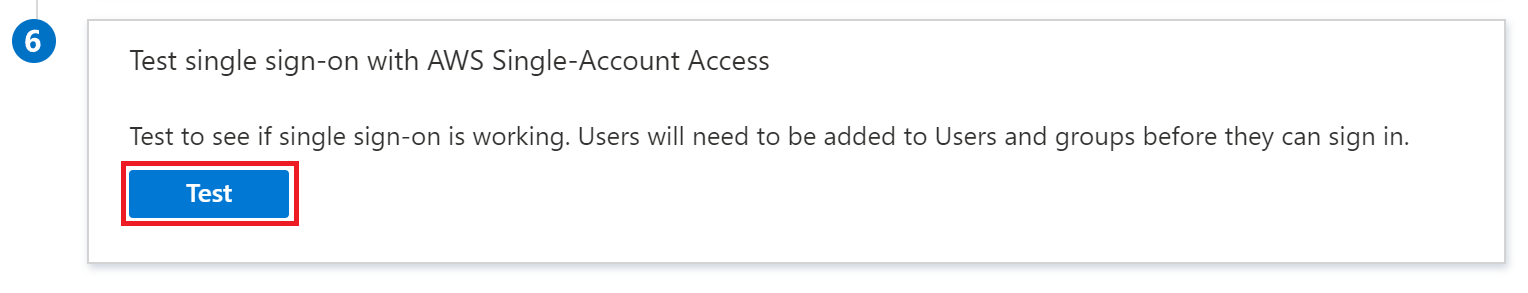 6
Test single sign-on with AWS Single-Account Access
Test to see if single sign-on is working. Users will need to be added to Users and groups before they can sign in.
Test